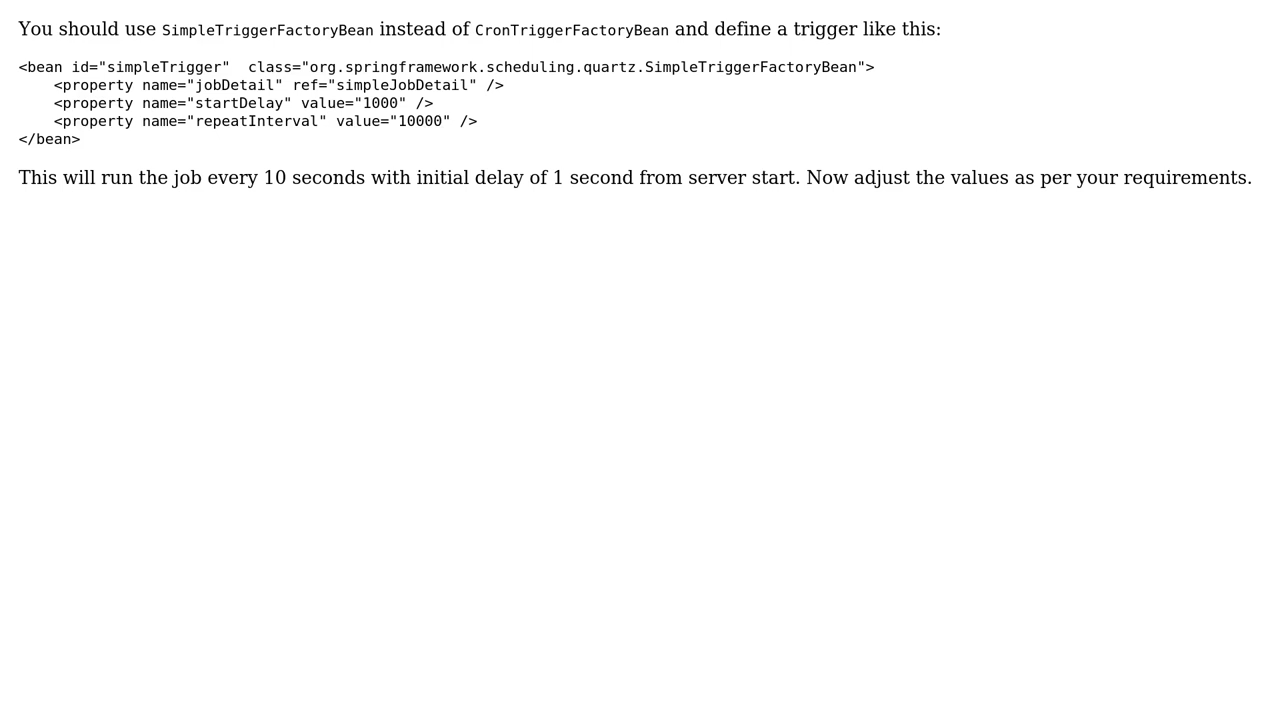 You should use SimpleTriggerFactoryBean instead of CronTriggerFactoryBean and define a trigger like this:
<bean id="simpleTrigger"  class="org.springframework.scheduling.quartz.SimpleTriggerFactoryBean">
    <property name="jobDetail" ref="simpleJobDetail" />
    <property name="startDelay" value="1000" />
    <property name="repeatInterval" value="10000" />
</bean>
This will run the job every 10 seconds with initial delay of 1 second from server start. Now adjust the values as per your requirements.